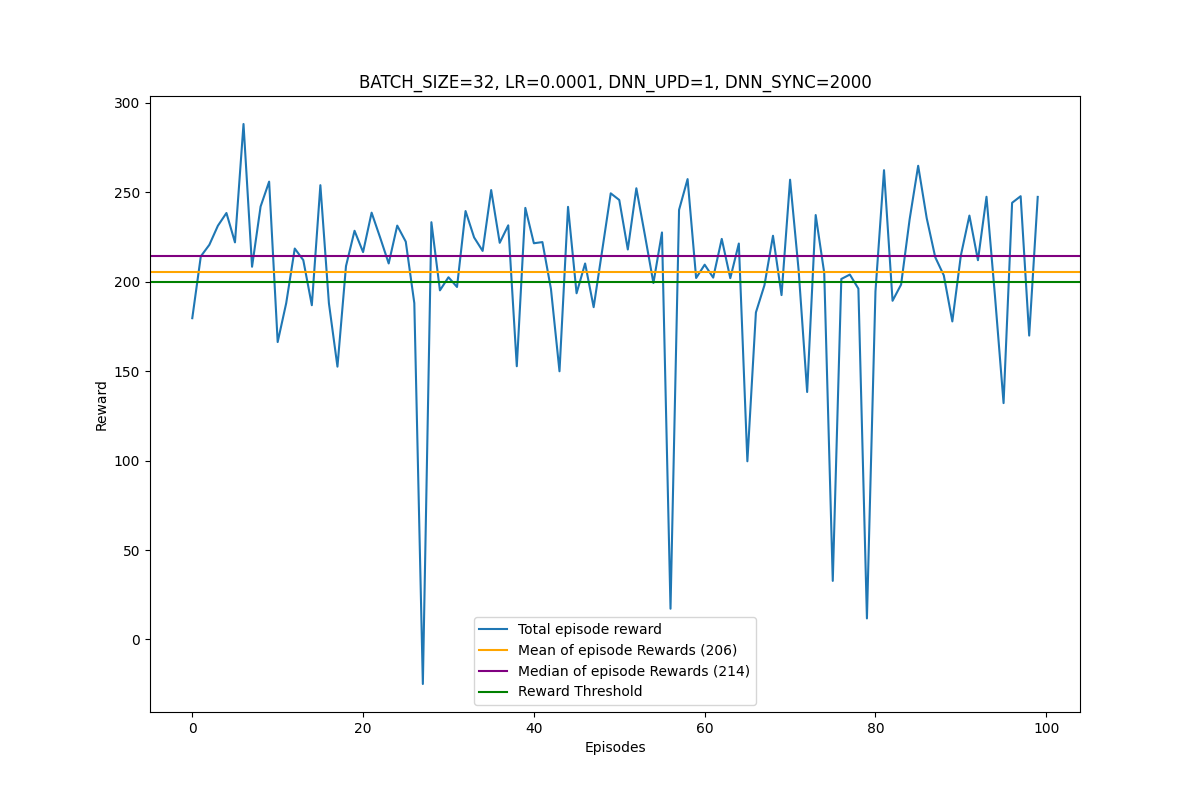 BATCH_SIZE=32, LR=0.0001, DNN_UPD=1, DNN_SYNC=2000
300
250
200
150
100
50
0
Reward
Total episode reward
Mean of episode Rewards (206)
Median of episode Rewards (214)
Reward Threshold
0 20 40 60 80 100
Episodes